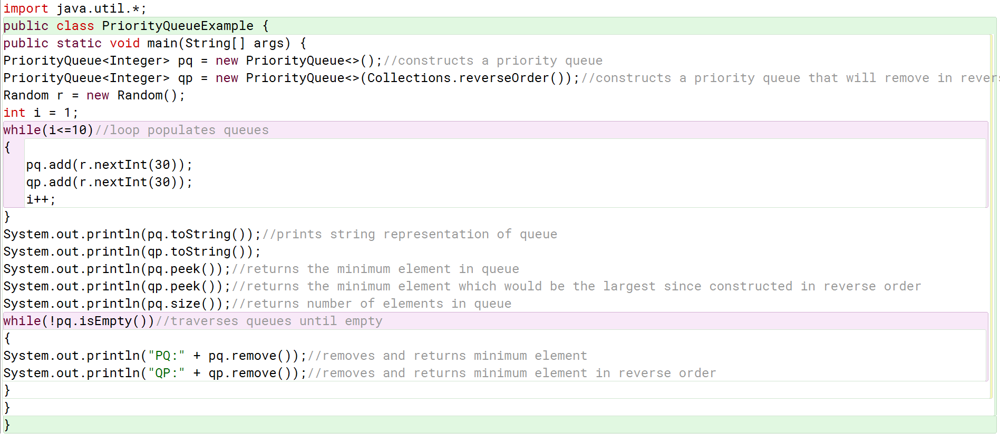 import java.util.*;
public class PriorityQueueExample {
public static void main(String[] args) {
PriorityQueue<Integer> pq = new PriorityQueue<>();//constructs a priority queue
PriorityQueue<Integer> qp = new PriorityQueue<>(Collections.reverseOrder());//constructs a priority queue that will remove in revers
Random r = new Random();
int i = 1;
while(i<=10)//loop populates queues
{
pq.add(r.nextInt(30));
qp.add(r.nextInt(30));
i++;
}
System.out.println(pq.toString());//prints string representation of queue
System.out.println(qp.toString());
System.out.println(pq.peek());//returns the minimum element in queue
System.out.println(qp.peek());//returns the minimum element which would be the largest since constructed in reverse order
System.out.println(pq.size());//returns number of elements in queue
while(!pq.isEmpty())//traverses queues until empty
{
System.out.println("PQ:" + pq.remove());//removes and returns minimum element
System.out.println("QP:" + qp.remove());//removes and returns minimum element in reverse order
}
}
}